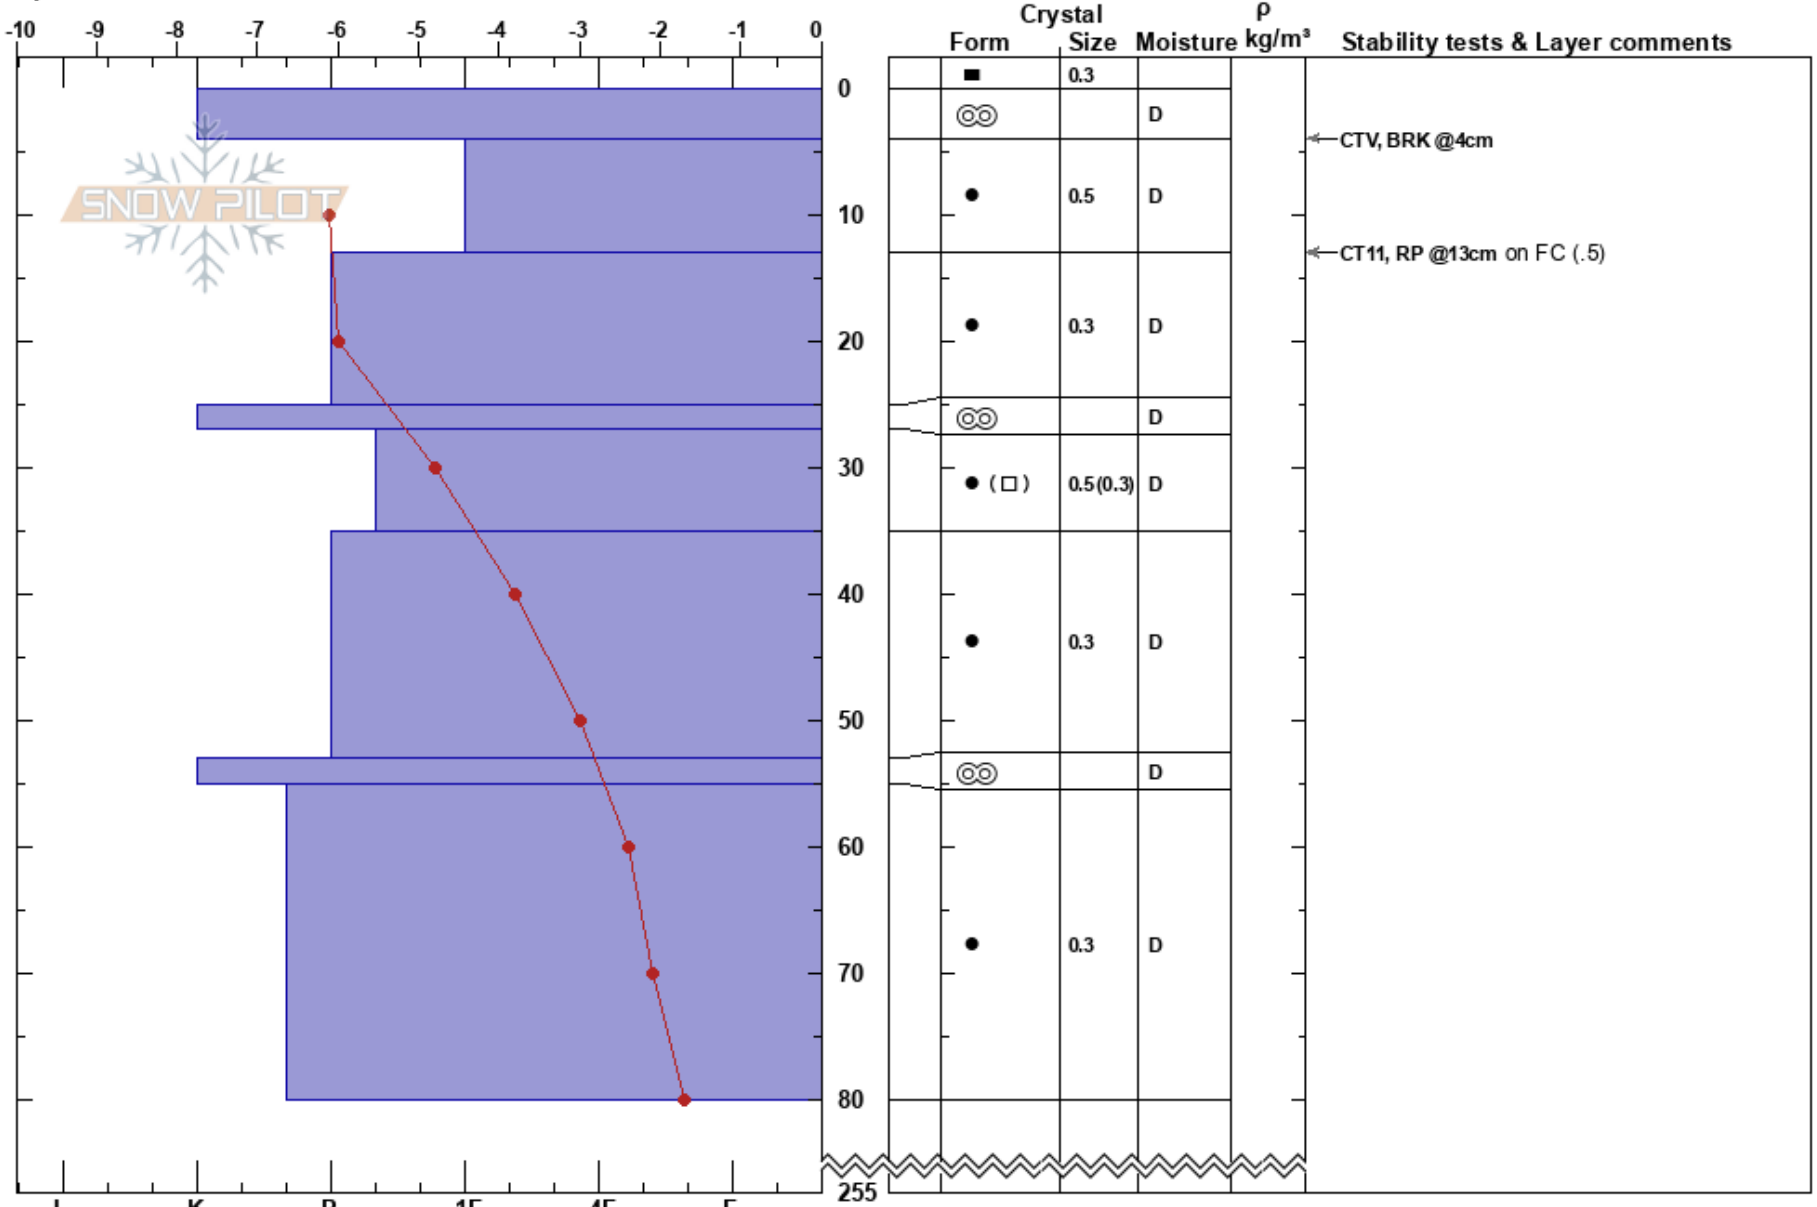 Crystal ρ
-10 -9 -8 -7 -6 -5 -4 -3 -2 -1 0 Form Size Moisture kg/m³ Stability tests & Layer comments
0.3
0
D
CTV, BRK @4cm
0.5 D
10
CT11, RP @13cm on FC (.5)
SNOW PILOT
0.3 D
20
D
30
( ) 0.5(0.3) D
40
0.3 D
50
D
60
0.3 D
70
80
255
K P 1F 4F F